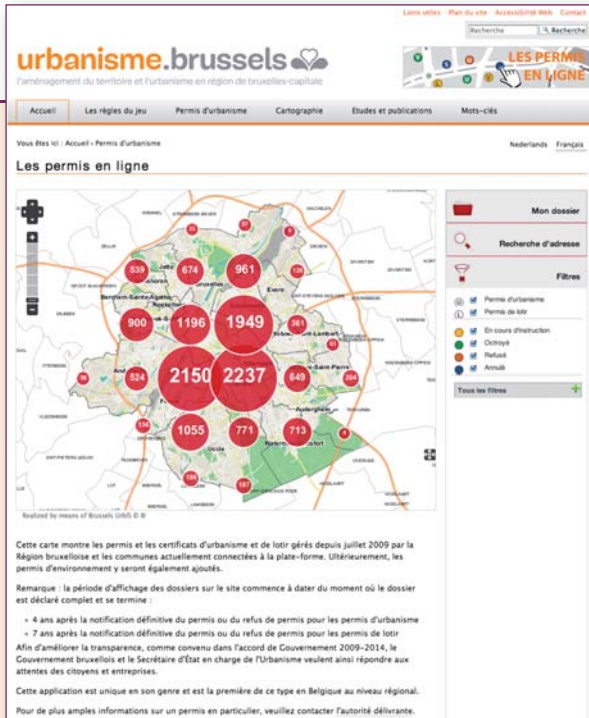 Liens utiles Plan du site Accessibilité Web Contact
Recherche Recherche
urbanisme.brussels
l'aménagement du territoire et l'urbanisme en région de bruxelles-capitale
LES PERMIS
EN LIGNE
Accueil Les règles du jeu Permis d'urbanisme Cartographie Etudes et publications Mots-clés
Vous êtes ici : Accueil › Permis d'urbanisme
Nederlands Français
Les permis en ligne
539 674 961
900 1196 1949 361
524 2150 2237 649
1055 771 713
Jette
Evere
Berchem-Sainte-Agathe
Uccle
Auderghem
Mon dossier
Recherche d'adresse
Filtres
Permis d'urbanisme
Permis de lotir
En cours d'instruction
Octroyé
Refusé
Annulé
Tous les filtres
Realized by means of Brussels UrbIS © ®
Cette carte montre les permis et les certificats d'urbanisme et de lotir gérés depuis juillet 2009 par la
Région bruxelloise et les communes actuellement connectées à la plate-forme. Ultérieurement, les
permis d'environnement y seront également ajoutés.
Remarque : la période d'affichage des dossiers sur le site commence à dater du moment où le dossier
est déclaré complet et se termine :
4 ans après la notification définitive du permis ou du refus de permis pour les permis d'urbanisme
7 ans après la notification définitive du permis ou du refus de permis pour les permis de lotir
Afin d'améliorer la transparence, comme convenu dans l'accord de Gouvernement 2009-2014, le
Gouvernement bruxellois et le Secrétaire d'État en charge de l'Urbanisme veulent ainsi répondre aux
attentes des citoyens et entreprises.
Cette application est unique en son genre et est la première de ce type en Belgique au niveau régional.
Pour de plus amples informations sur un permis en particulier, veuillez contacter l'autorité délivrante.